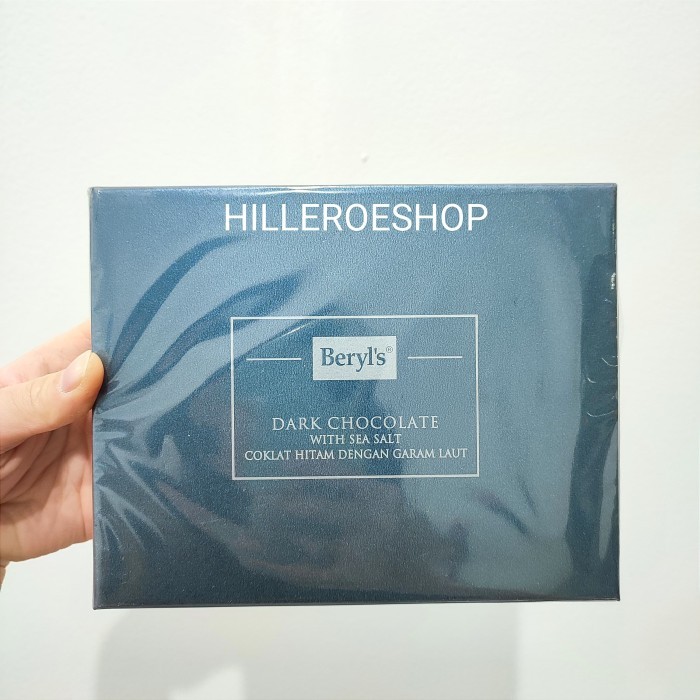 HILLEROESHOP
Beryl's®
DARK CHOCOLATE
WITH SEA SALT
COKLAT HITAM DENGAN GARAM LAUT